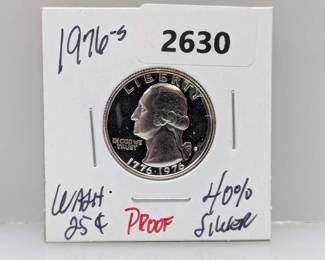 1976-S
2630
LIBERTY
IN GOD WE
TRUST
1776·1976
WASH.
25¢
PROOF
40%
SILVER